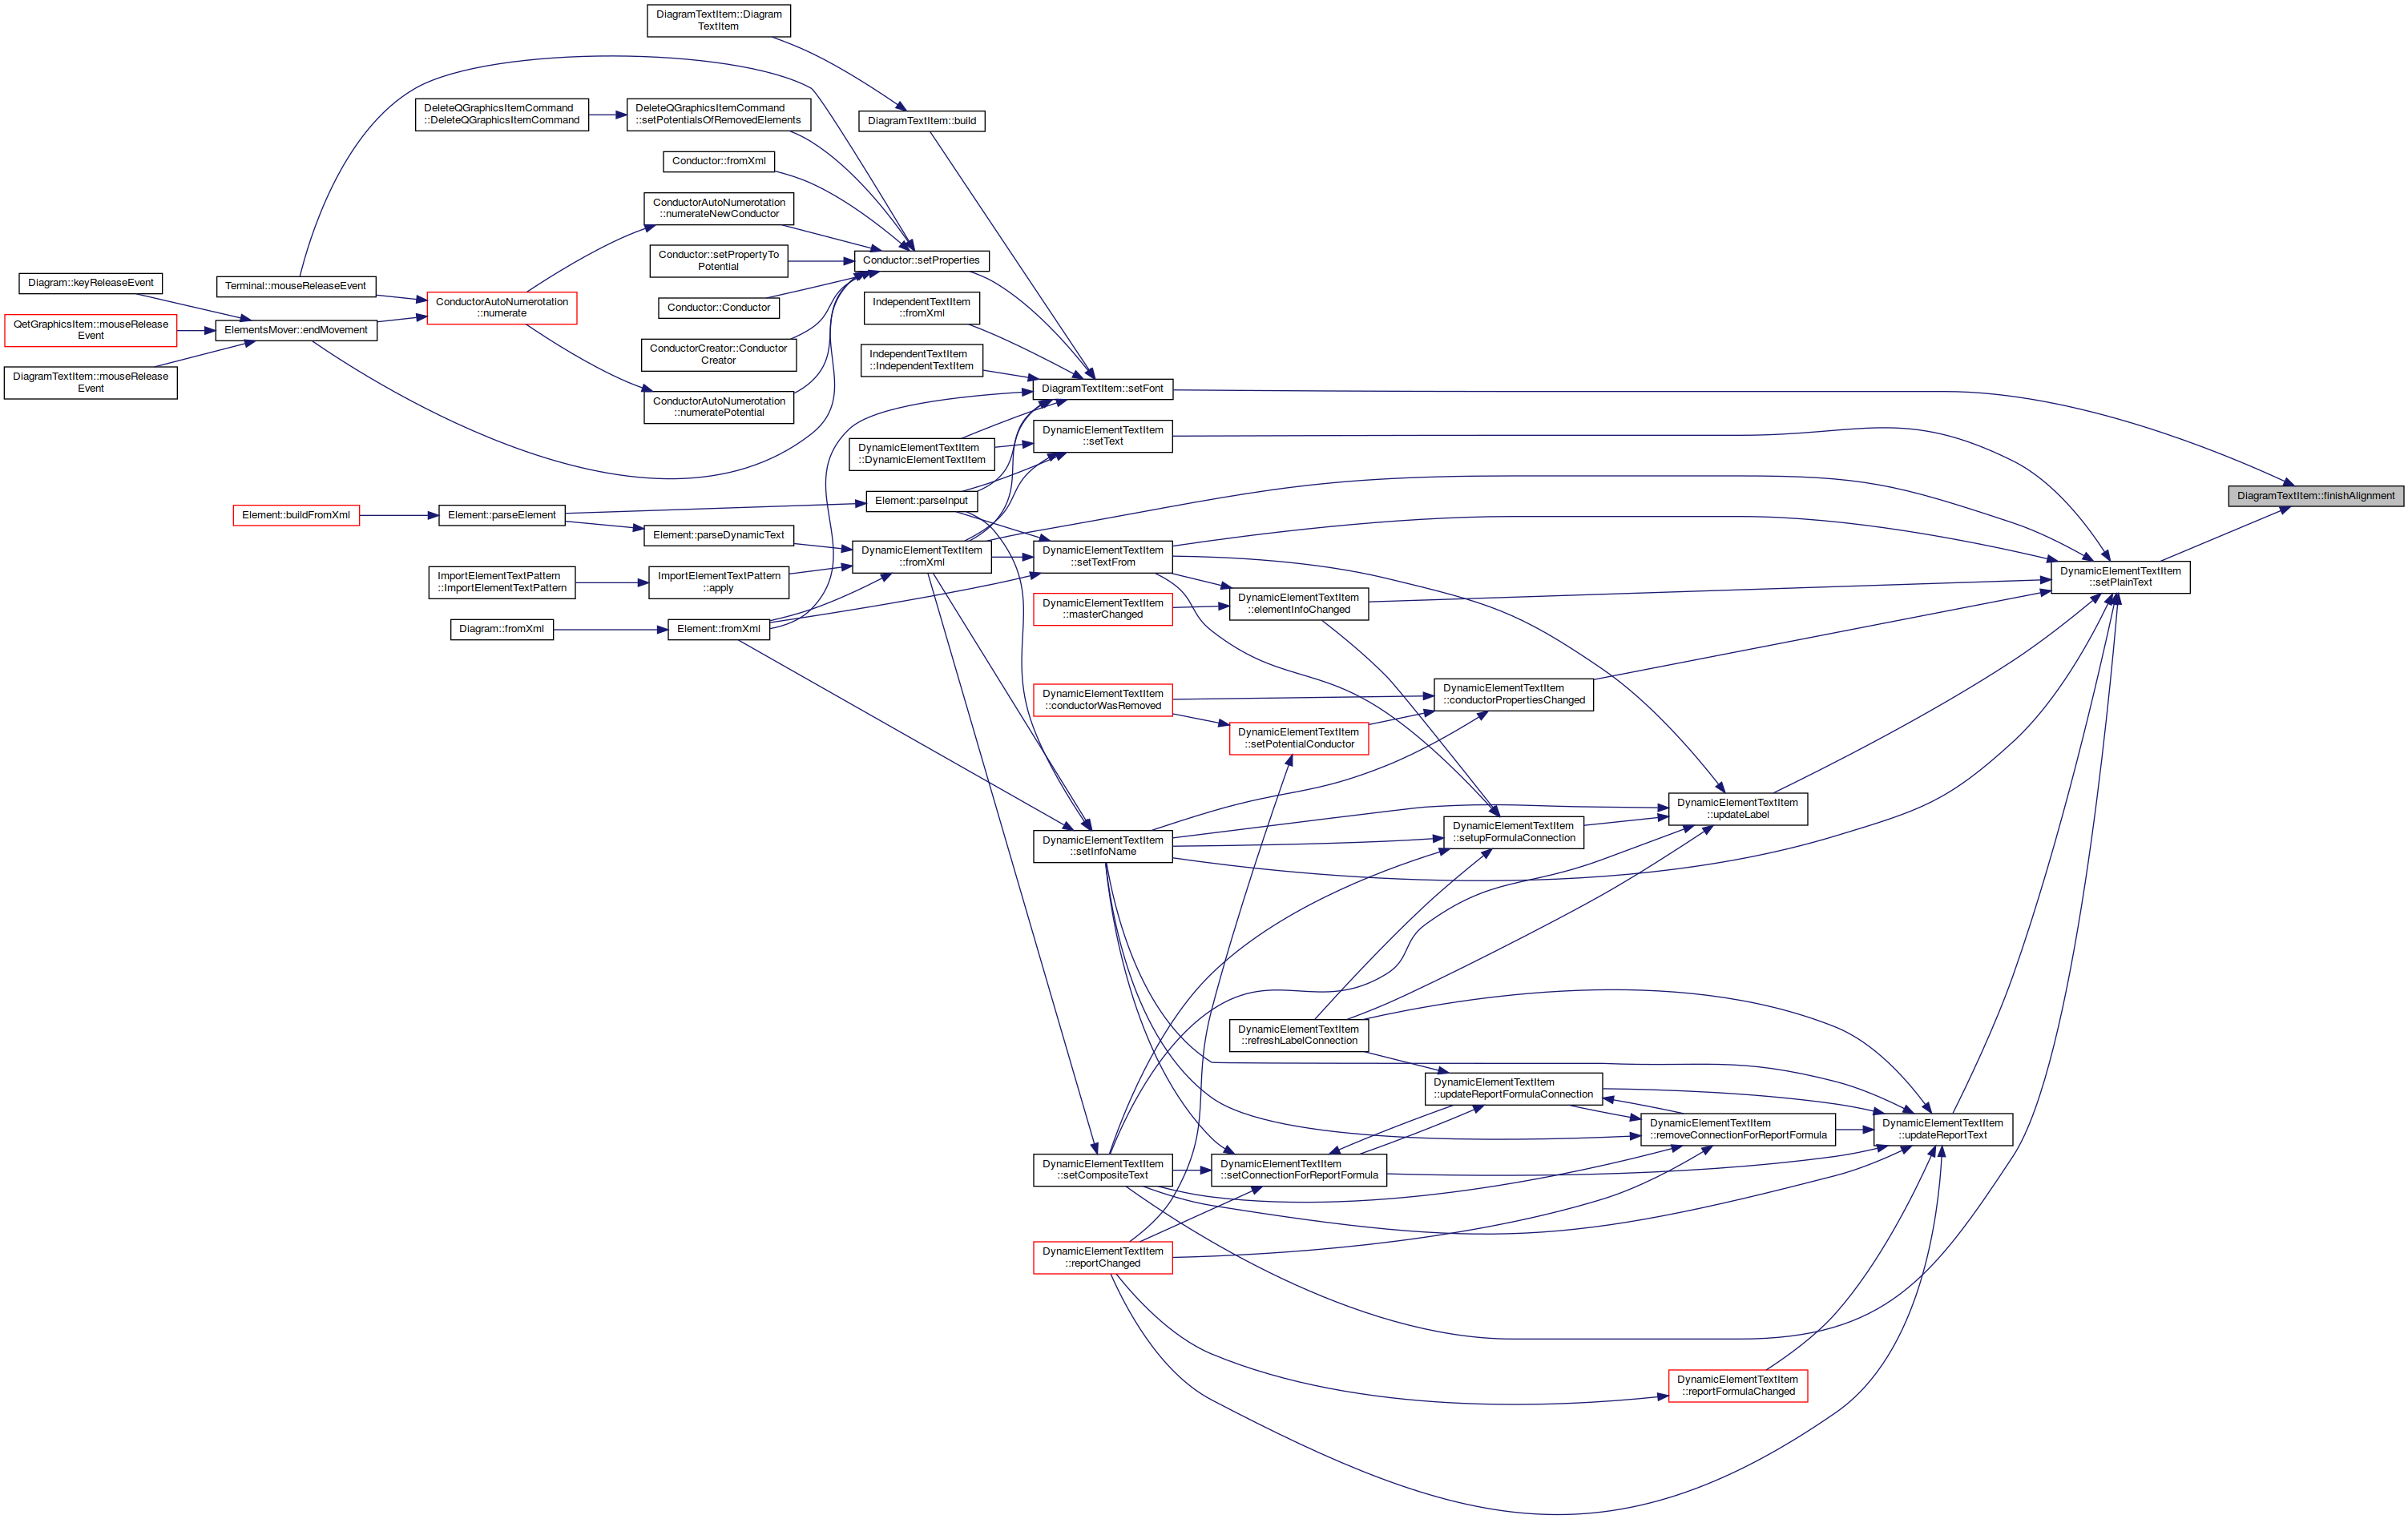 DiagramTextItem::Diagram
TextItem
DeleteQGraphicsItemCommand
::DeleteQGraphicsItemCommand
DeleteQGraphicsItemCommand
::setPotentialsOfRemovedElements
DiagramTextItem::build
Conductor::fromXml
ConductorAutoNumerotation
::numerateNewConductor
Conductor::setPropertyTo
Potential
Conductor::setProperties
Diagram::keyReleaseEvent
Terminal::mouseReleaseEvent
ConductorAutoNumerotation
::numerate
Conductor::Conductor
IndependentTextItem
::fromXml
QetGraphicsItem::mouseRelease
Event
ElementsMover::endMovement
ConductorCreator::Conductor
Creator
IndependentTextItem
::IndependentTextItem
DiagramTextItem::mouseRelease
Event
DiagramTextItem::setFont
ConductorAutoNumerotation
::numeratePotential
DynamicElementTextItem
::setText
DynamicElementTextItem
::DynamicElementTextItem
DiagramTextItem::finishAlignment
Element::parseInput
Element::buildFromXml
Element::parseElement
Element::parseDynamicText
DynamicElementTextItem
::fromXml
DynamicElementTextItem
::setTextFrom
DynamicElementTextItem
::setPlainText
ImportElementTextPattern
::ImportElementTextPattern
ImportElementTextPattern
::apply
DynamicElementTextItem
::masterChanged
DynamicElementTextItem
::elementInfoChanged
Diagram::fromXml
Element::fromXml
DynamicElementTextItem
::conductorWasRemoved
DynamicElementTextItem
::conductorPropertiesChanged
DynamicElementTextItem
::setPotentialConductor
DynamicElementTextItem
::updateLabel
DynamicElementTextItem
::setupFormulaConnection
DynamicElementTextItem
::setInfoName
DynamicElementTextItem
::refreshLabelConnection
DynamicElementTextItem
::updateReportFormulaConnection
DynamicElementTextItem
::removeConnectionForReportFormula
DynamicElementTextItem
::updateReportText
DynamicElementTextItem
::setCompositeText
DynamicElementTextItem
::setConnectionForReportFormula
DynamicElementTextItem
::reportChanged
DynamicElementTextItem
::reportFormulaChanged